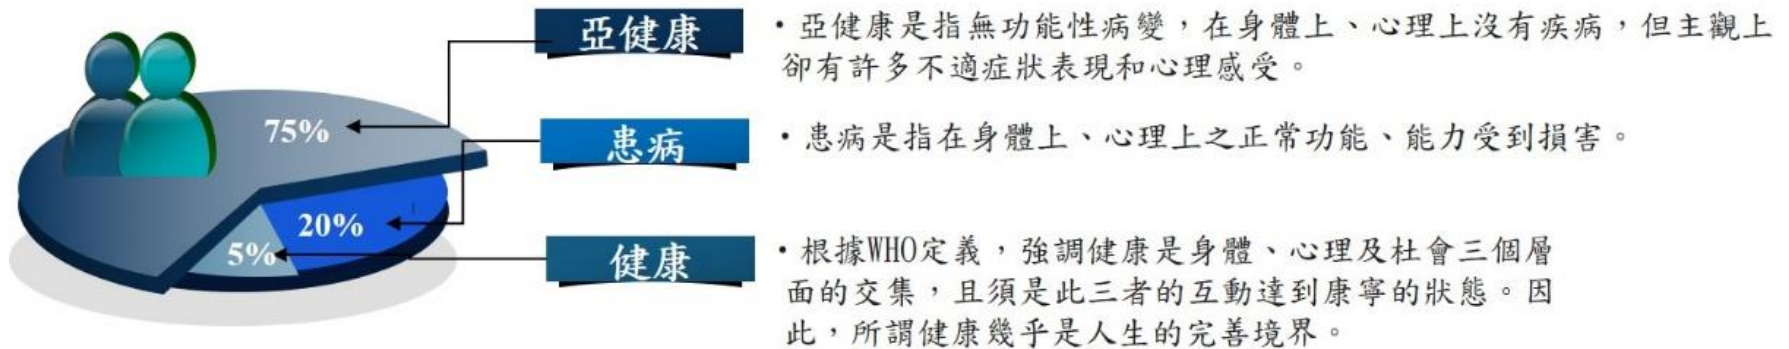 亞健康
•亞健康是指無功能性病變，在身體上、心理上沒有疾病，但主觀上
卻有許多不適症狀表現和心理感受。
75%
患病
•患病是指在身體上、心理上之正常功能、能力受到損害。
20%
5%
健康
•根據WHO定義，強調健康是身體、心理及社會三個層
面的交集，且須是此三者的互動達到康寧的狀態。因
此，所謂健康幾乎是人生的完善境界。